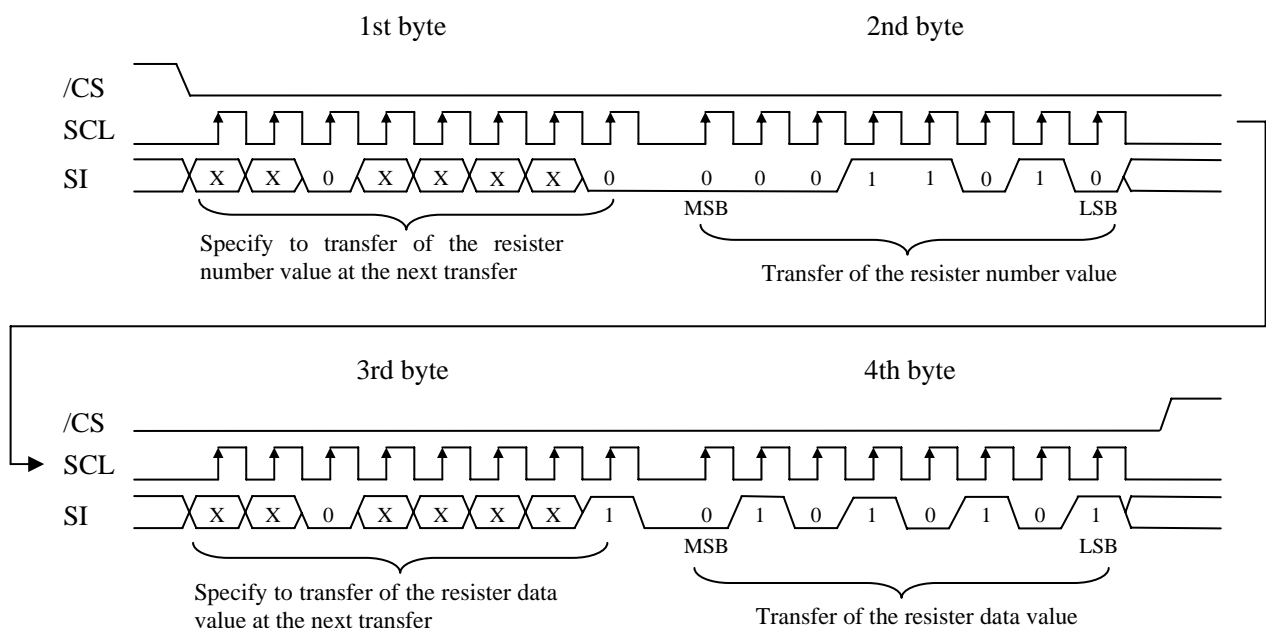 1st byte 2nd byte
/CS
SCL
SI X X 0 X X X X 0 0 0 0 1 1 0 1 0
MSB LSB
Specify to transfer of the resister
number value at the next transfer
Transfer of the resister number value
3rd byte 4th byte
/CS
SCL
SI X X 0 X X X X 1 0 1 0 1 0 1 0 1
MSB LSB
Specify to transfer of the resister data
value at the next transfer
Transfer of the resister data value